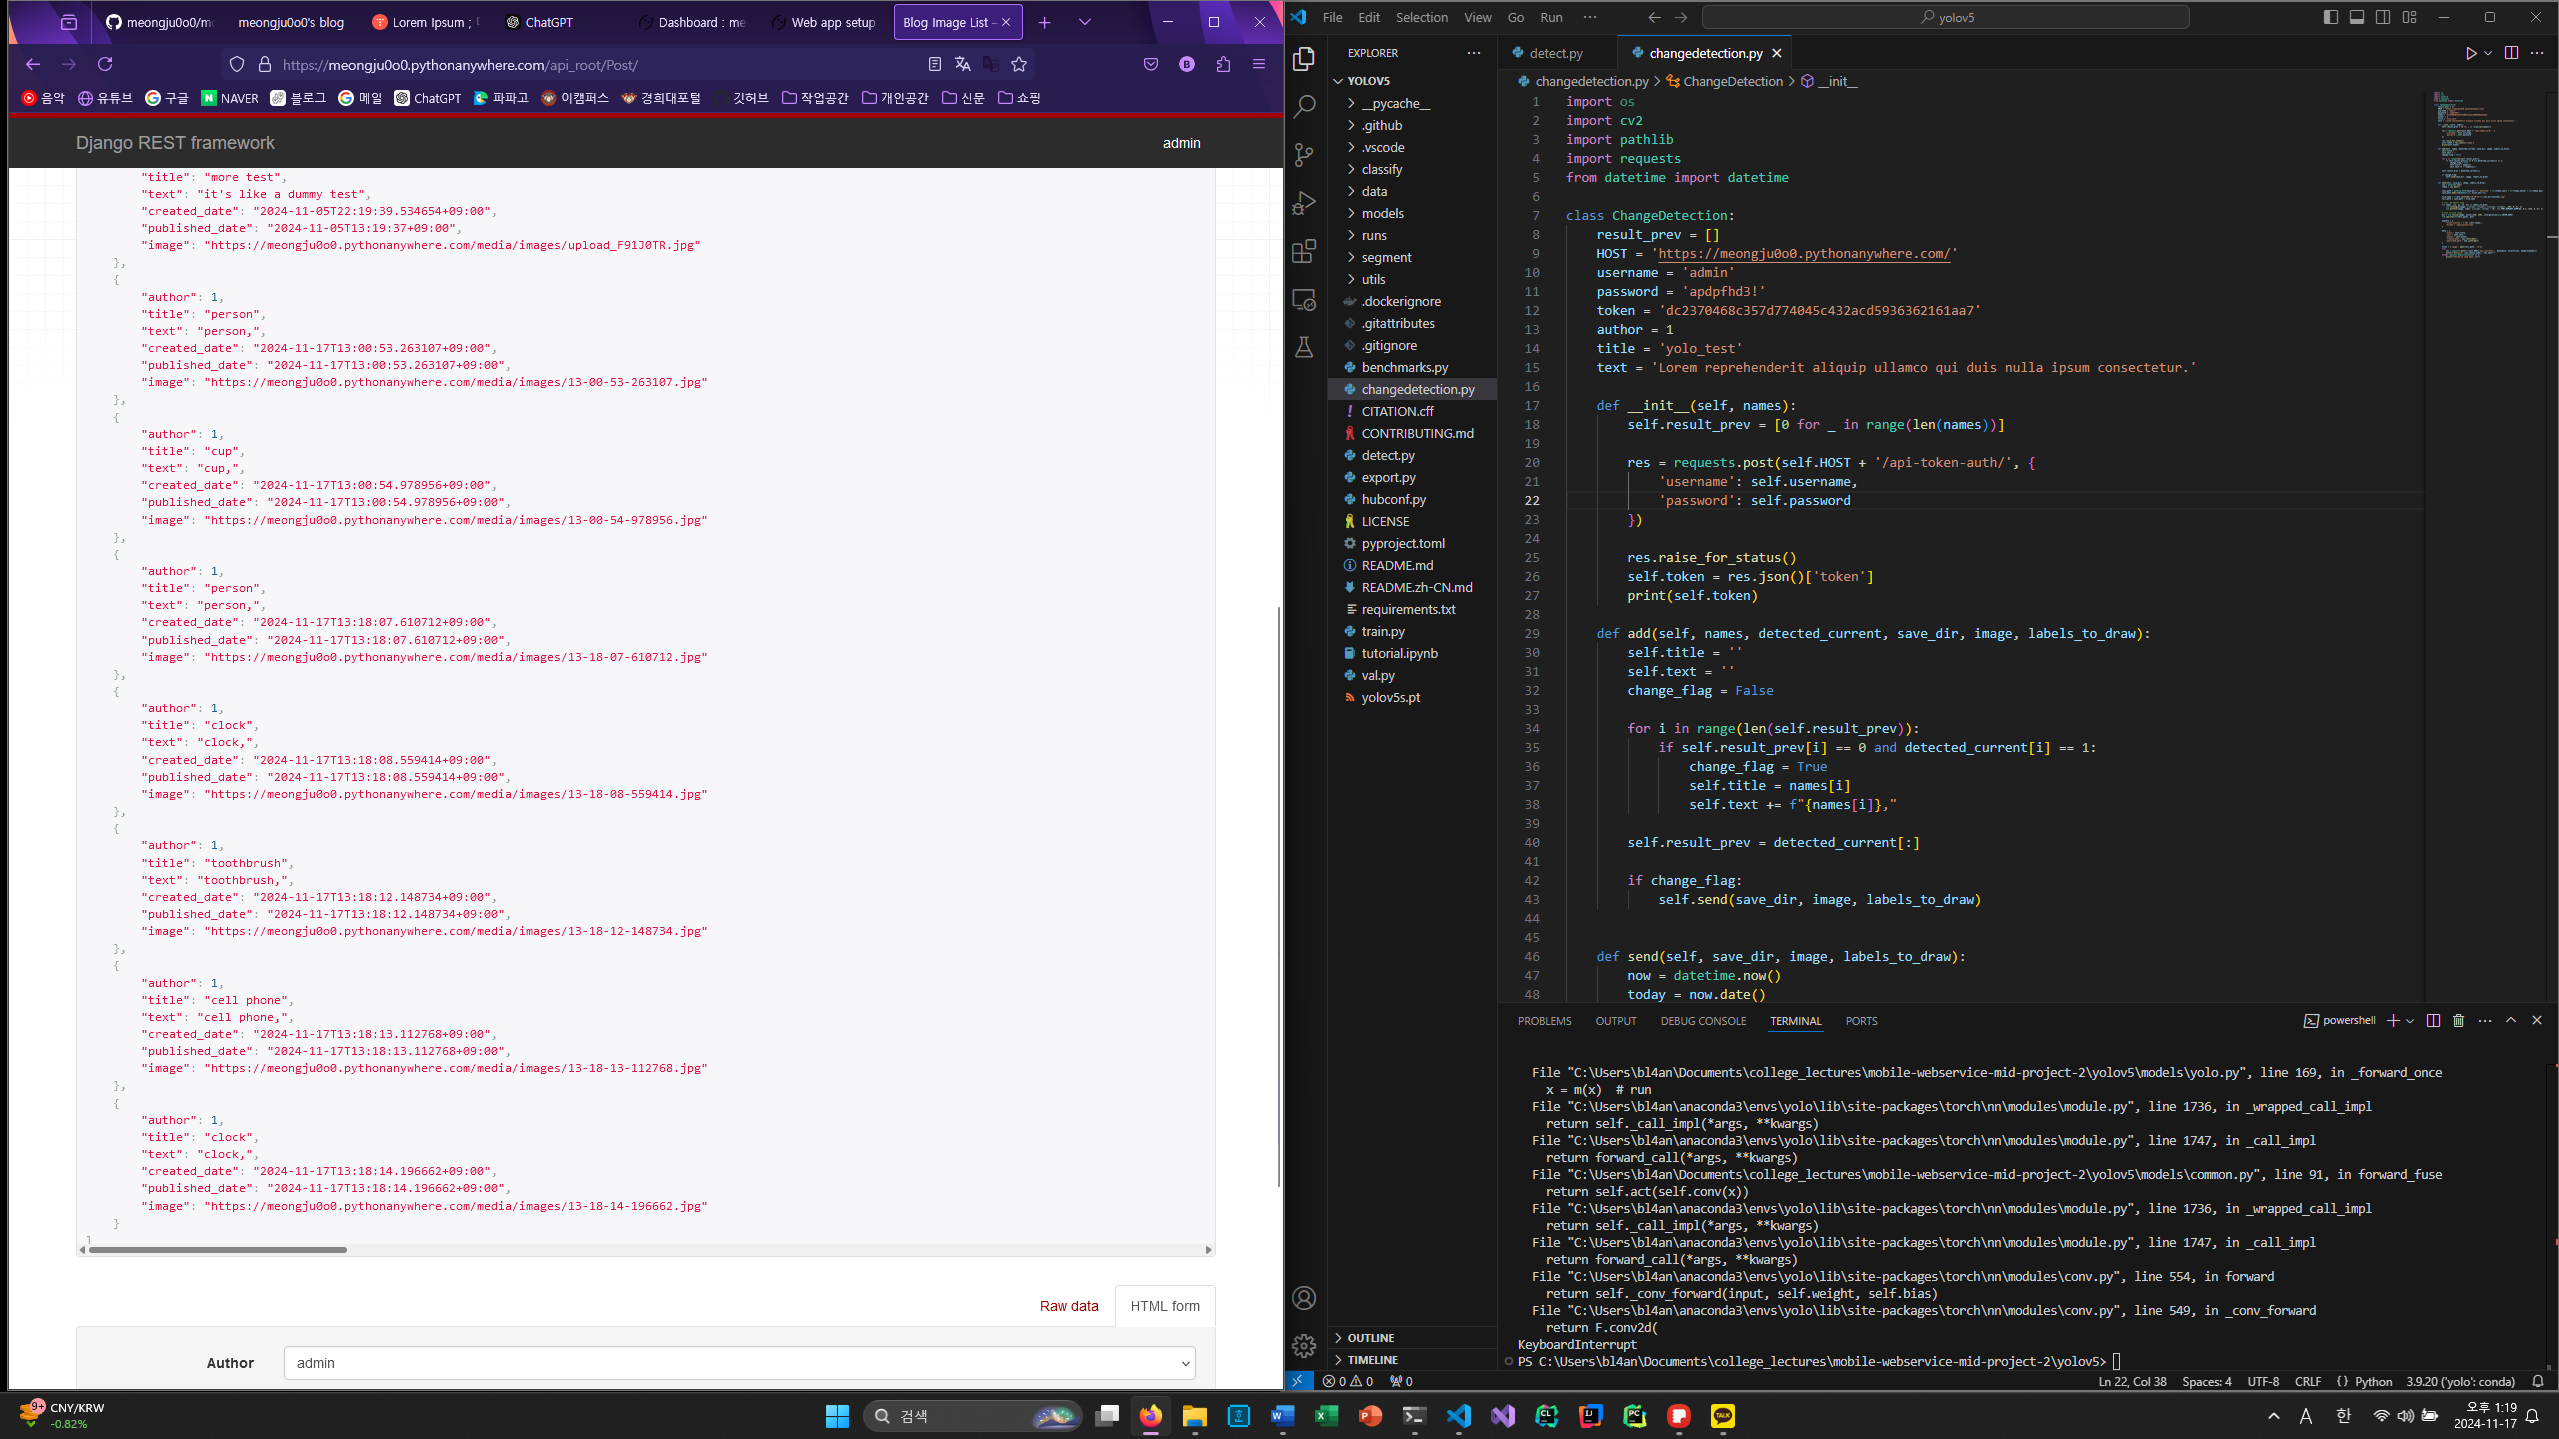 meongju0o0/mo
meongju0o0's blog
Lorem Ipsum ;
ChatGPT
Dashboard : me
Web app setup
Blog Image List –
https://meongju0o0.pythonanywhere.com/api_root/Post/
음악 유튜브 구글 NAVER 블로그 메일 ChatGPT 파파고 이캠퍼스 경희대포털 깃허브 작업공간 개인공간 신문 쇼핑
Django REST framework
admin
"title": "more test",
"text": "it's like a dummy test",
"created_date": "2024-11-05T22:19:39.534654+09:00",
"published_date": "2024-11-05T13:19:37+09:00",
"image": "https://meongju0o0.pythonanywhere.com/media/images/upload_F91J0TR.jpg"
},
{
"author": 1,
"title": "person",
"text": "person,",
"created_date": "2024-11-17T13:00:53.263107+09:00",
"published_date": "2024-11-17T13:00:53.263107+09:00",
"image": "https://meongju0o0.pythonanywhere.com/media/images/13-00-53-263107.jpg"
},
{
"author": 1,
"title": "cup",
"text": "cup,",
"created_date": "2024-11-17T13:00:54.978956+09:00",
"published_date": "2024-11-17T13:00:54.978956+09:00",
"image": "https://meongju0o0.pythonanywhere.com/media/images/13-00-54-978956.jpg"
},
{
"author": 1,
"title": "person",
"text": "person,",
"created_date": "2024-11-17T13:18:07.610712+09:00",
"published_date": "2024-11-17T13:18:07.610712+09:00",
"image": "https://meongju0o0.pythonanywhere.com/media/images/13-18-07-610712.jpg"
},
{
"author": 1,
"title": "clock",
"text": "clock,",
"created_date": "2024-11-17T13:18:08.559414+09:00",
"published_date": "2024-11-17T13:18:08.559414+09:00",
"image": "https://meongju0o0.pythonanywhere.com/media/images/13-18-08-559414.jpg"
},
{
"author": 1,
"title": "toothbrush",
"text": "toothbrush,",
"created_date": "2024-11-17T13:18:12.148734+09:00",
"published_date": "2024-11-17T13:18:12.148734+09:00",
"image": "https://meongju0o0.pythonanywhere.com/media/images/13-18-12-148734.jpg"
},
{
"author": 1,
"title": "cell phone",
"text": "cell phone,",
"created_date": "2024-11-17T13:18:13.112768+09:00",
"published_date": "2024-11-17T13:18:13.112768+09:00",
"image": "https://meongju0o0.pythonanywhere.com/media/images/13-18-13-112768.jpg"
},
{
"author": 1,
"title": "clock",
"text": "clock,",
"created_date": "2024-11-17T13:18:14.196662+09:00",
"published_date": "2024-11-17T13:18:14.196662+09:00",
"image": "https://meongju0o0.pythonanywhere.com/media/images/13-18-14-196662.jpg"
}
]
Raw data
HTML form
Author
admin
File Edit Selection View Go Run ···
yolov5
EXPLORER
YOLOV5
__pycache__
.github
.vscode
classify
data
models
runs
segment
utils
.dockerignore
.gitattributes
.gitignore
benchmarks.py
changedetection.py
CITATION.cff
CONTRIBUTING.md
detect.py
export.py
hubconf.py
LICENSE
pyproject.toml
README.md
README.zh-CN.md
requirements.txt
train.py
tutorial.ipynb
val.py
yolov5s.pt
OUTLINE
TIMELINE
detect.py
changedetection.py
changedetection.py > ChangeDetection > __init__
1 import os
2 import cv2
3 import pathlib
4 import requests
5 from datetime import datetime
6
7 class ChangeDetection:
8 result_prev = []
9 HOST = 'https://meongju0o0.pythonanywhere.com/'
10 username = 'admin'
11 password = 'apdpfhd3!'
12 token = 'dc2370468c357d774045c432acd5936362161aa7'
13 author = 1
14 title = 'yolo_test'
15 text = 'Lorem reprehenderit aliquip ullamco qui duis nulla ipsum consectetur.'
16
17 def __init__(self, names):
18 self.result_prev = [0 for _ in range(len(names))]
19
20 res = requests.post(self.HOST + '/api-token-auth/', {
21 'username': self.username,
22 'password': self.password
23 })
24
25 res.raise_for_status()
26 self.token = res.json()['token']
27 print(self.token)
28
29 def add(self, names, detected_current, save_dir, image, labels_to_draw):
30 self.title = ''
31 self.text = ''
32 change_flag = False
33
34 for i in range(len(self.result_prev)):
35 if self.result_prev[i] == 0 and detected_current[i] == 1:
36 change_flag = True
37 self.title = names[i]
38 self.text += f"{names[i]},"
39
40 self.result_prev = detected_current[:]
41
42 if change_flag:
43 self.send(save_dir, image, labels_to_draw)
44
45
46 def send(self, save_dir, image, labels_to_draw):
47 now = datetime.now()
48 today = now.date()
PROBLEMS OUTPUT DEBUG CONSOLE TERMINAL PORTS
powershell
File "C:\Users\bl4an\Documents\college_lectures\mobile-webservice-mid-project-2\yolov5\models\yolo.py", line 169, in _forward_once
x = m(x)  # run
File "C:\Users\bl4an\anaconda3\envs\yolo\lib\site-packages\torch\nn\modules\module.py", line 1736, in _wrapped_call_impl
return self._call_impl(*args, **kwargs)
File "C:\Users\bl4an\anaconda3\envs\yolo\lib\site-packages\torch\nn\modules\module.py", line 1747, in _call_impl
return forward_call(*args, **kwargs)
File "C:\Users\bl4an\Documents\college_lectures\mobile-webservice-mid-project-2\yolov5\models\common.py", line 91, in forward_fuse
return self.act(self.conv(x))
File "C:\Users\bl4an\anaconda3\envs\yolo\lib\site-packages\torch\nn\modules\module.py", line 1736, in _wrapped_call_impl
return self._call_impl(*args, **kwargs)
File "C:\Users\bl4an\anaconda3\envs\yolo\lib\site-packages\torch\nn\modules\module.py", line 1747, in _call_impl
return forward_call(*args, **kwargs)
File "C:\Users\bl4an\anaconda3\envs\yolo\lib\site-packages\torch\nn\modules\conv.py", line 554, in forward
return self._conv_forward(input, self.weight, self.bias)
File "C:\Users\bl4an\anaconda3\envs\yolo\lib\site-packages\torch\nn\modules\conv.py", line 549, in _conv_forward
return F.conv2d(
KeyboardInterrupt
PS C:\Users\bl4an\Documents\college_lectures\mobile-webservice-mid-project-2\yolov5>
0 0 0
Ln 22, Col 38 Spaces: 4 UTF-8 CRLF {} Python 3.9.20 ('yolo': conda)
9+
CNY/KRW
-0.82%
검색
A 한
오후 1:19
2024-11-17